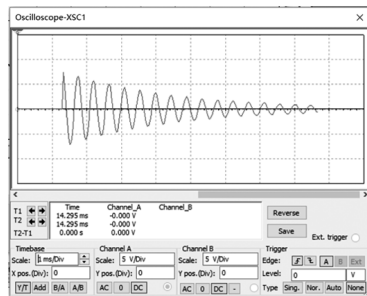 Oscilloscope-XSC1 ×
Time Channel_A Channel_B
T1 14.295 ms -0.000 V
T2 14.295 ms -0.000 V
T2-T1 0.000 s 0.000 V
Reverse
Save
Ext. trigger
Timebase
Scale: 1 ms/Div
X pos.(Div): 0
Y/T Add B/A A/B
Channel A
Scale: 5 V/Div
Y pos.(Div): 0
AC 0 DC
Channel B
Scale: 5 V/Div
Y pos.(Div): 0
AC 0 DC -
Trigger
Edge: A B Ext
Level: 0 V
Type Sing. Nor. Auto None